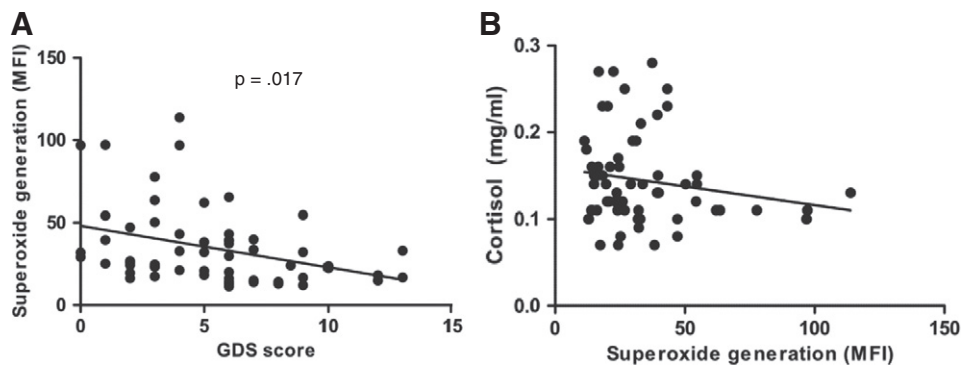 A
Superoxide generation (MFI)
150
100
50
0
p = .017
0 5 10 15
GDS score
B
Cortisol (mg/ml)
0.3
0.2
0.1
0.0
0 50 100 150
Superoxide generation (MFI)